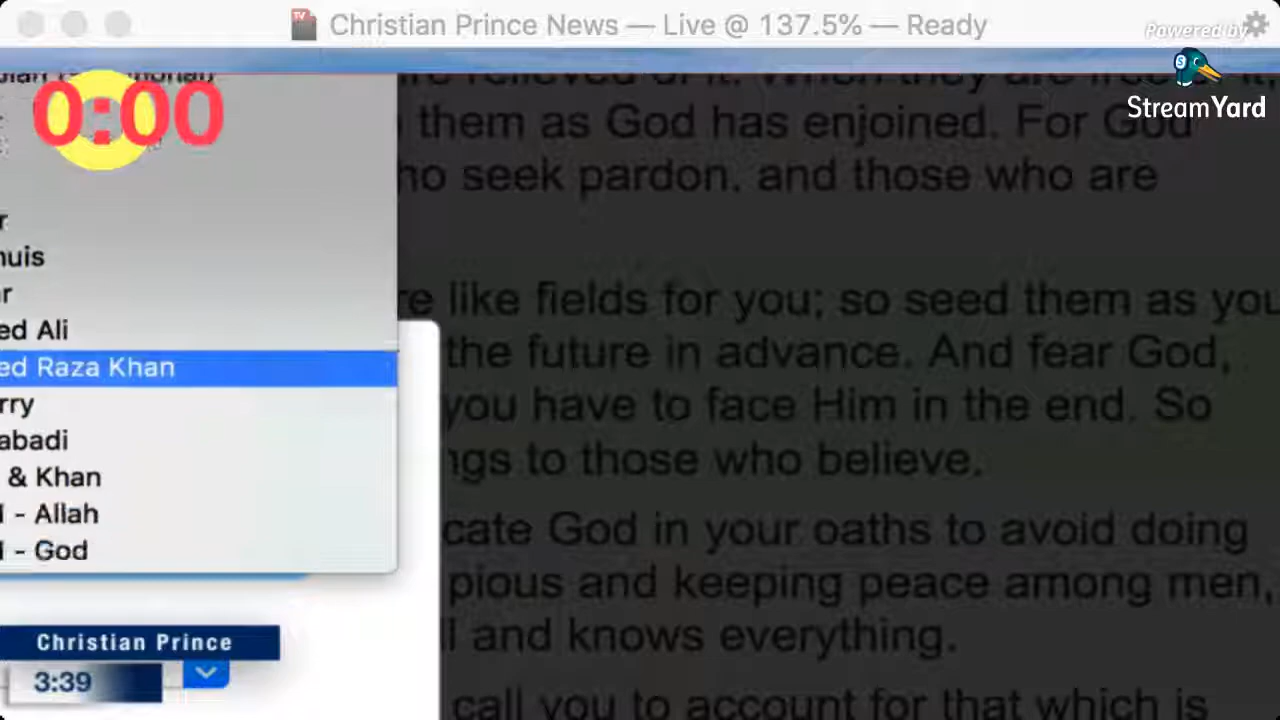 Christian Prince News — Live @ 137.5% — Ready
Powered by
StreamYard
0:00
them as God has enjoined. For God
ho seek pardon, and those who are
r
huis
ar
re like fields for you; so seed them as you
ed Ali
the future in advance. And fear God,
ed Raza Khan
you have to face Him in the end. So
rry
abadi
ngs to those who believe.
& Khan
l - Allah
cate God in your oaths to avoid doing
l - God
pious and keeping peace among men,
l and knows everything.
Christian Prince
3:39
call you to account for that which is